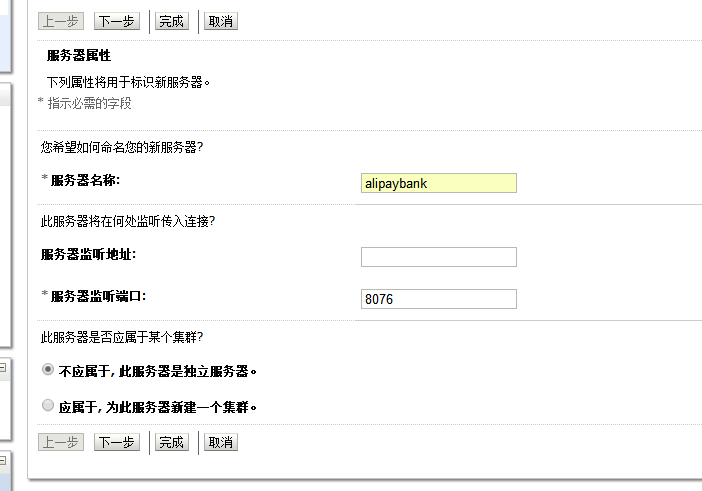 上一步 下一步 完成 取消
服务器属性
下列属性将用于标识新服务器。
* 指示必需的字段
您希望如何命名您的新服务器?
* 服务器名称: alipaybank
此服务器将在何处监听传入连接?
服务器监听地址:
* 服务器监听端口: 8076
此服务器是否应属于某个集群?
不应属于, 此服务器是独立服务器。
应属于, 为此服务器新建一个集群。
上一步 下一步 完成 取消